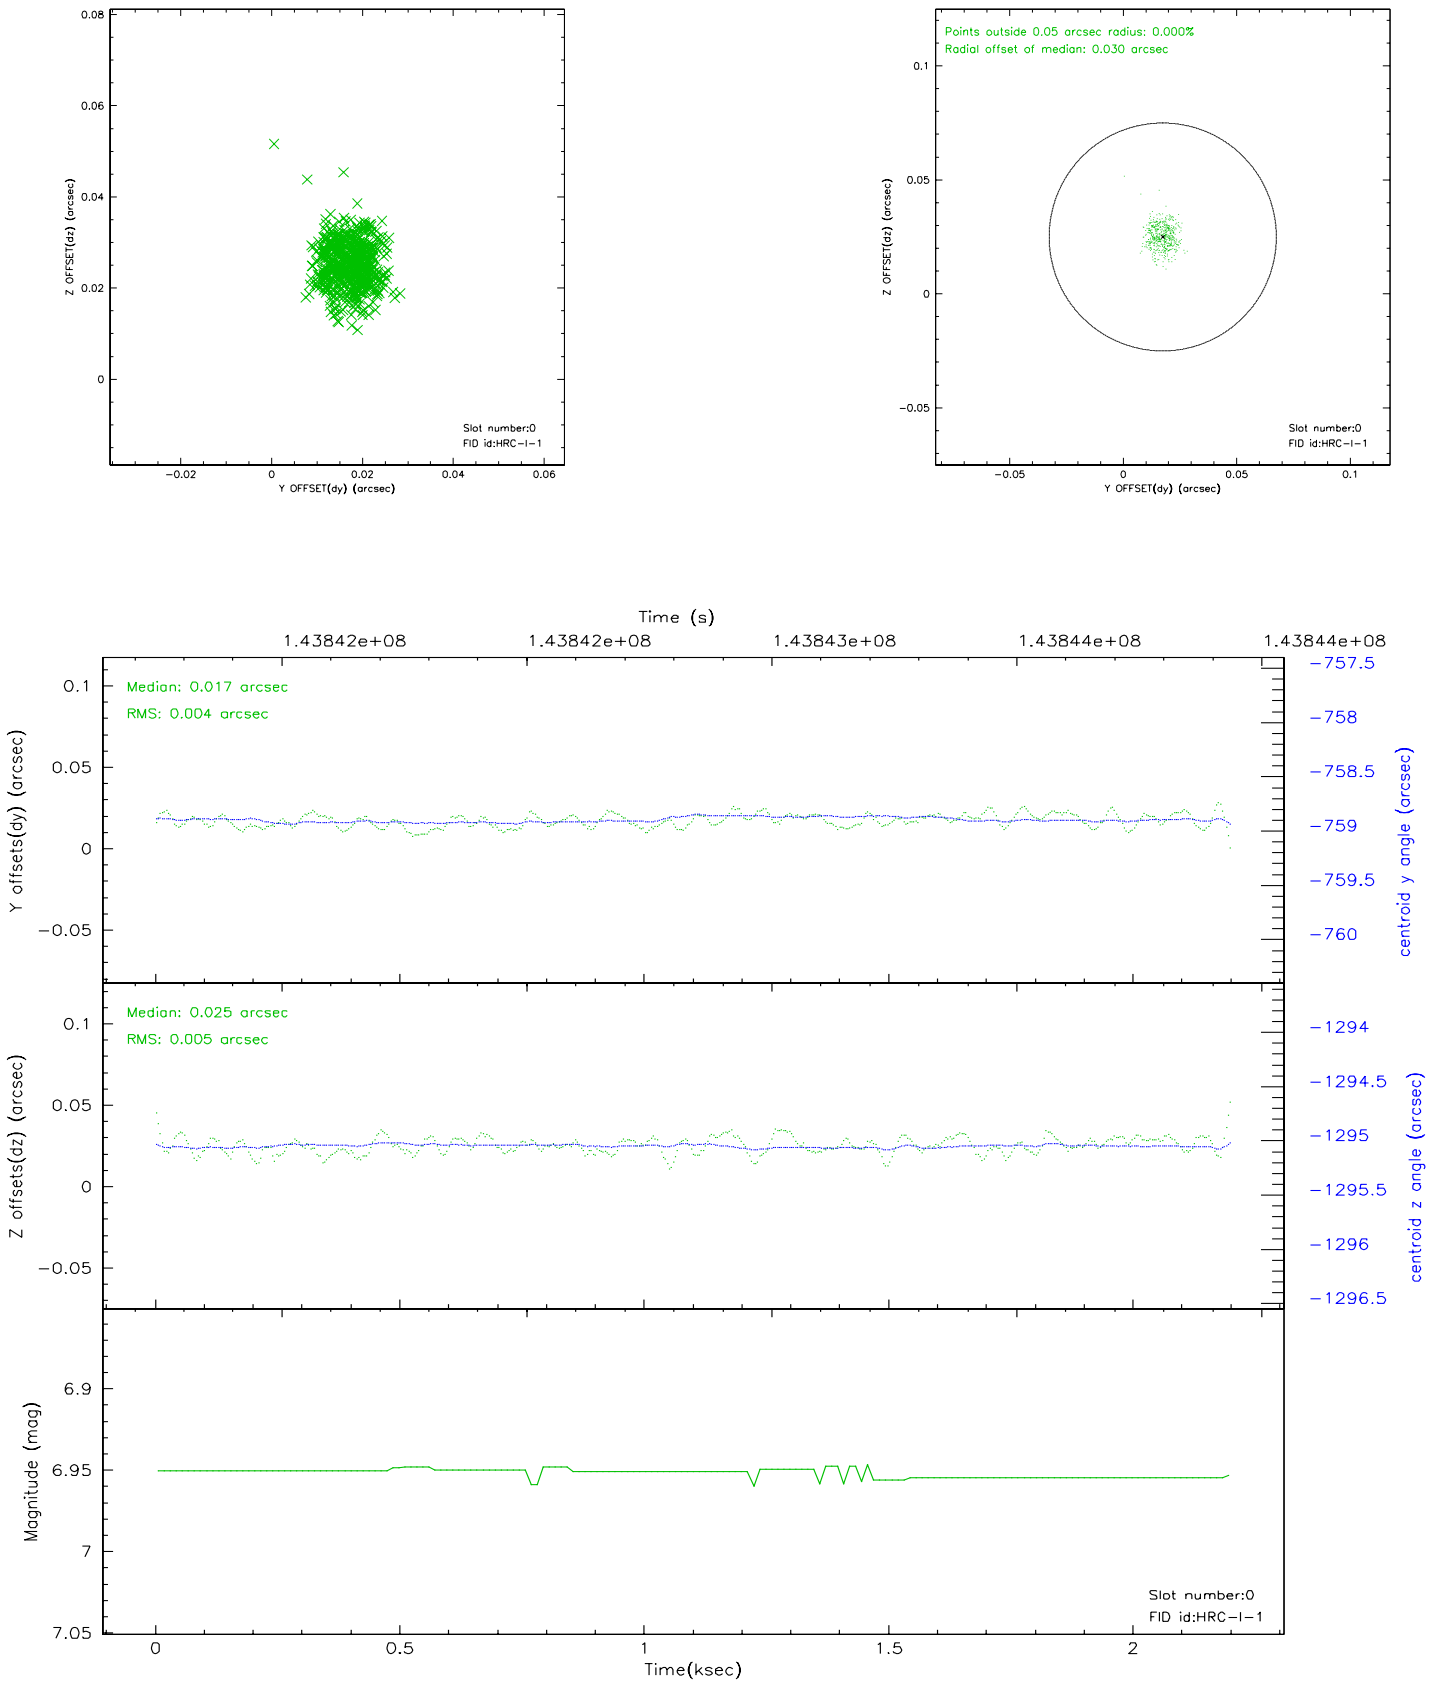 0.08
0.06
0.04
0.02
0
Z OFFSET(dz) (arcsec)
Slot number:0
FID id:HRC-I-1
-0.02 0 0.02 0.04 0.06
Y OFFSET(dy) (arcsec)
Points outside 0.05 arcsec radius: 0.000%
Radial offset of median: 0.030 arcsec
0.1
0.05
0
-0.05
Z OFFSET(dz) (arcsec)
Slot number:0
FID id:HRC-I-1
-0.05 0 0.05 0.1
Y OFFSET(dy) (arcsec)
Time (s)
1.43842e+08 1.43842e+08 1.43843e+08 1.43844e+08 1.43844e+08
Median: 0.017 arcsec
RMS: 0.004 arcsec
0.1
0.05
0
-0.05
Y offsets(dy) (arcsec)
-757.5
-758
-758.5
-759
-759.5
-760
centroid y angle (arcsec)
Median: 0.025 arcsec
RMS: 0.005 arcsec
0.1
0.05
0
-0.05
Z offsets(dz) (arcsec)
-1294
-1294.5
-1295
-1295.5
-1296
-1296.5
centroid z angle (arcsec)
6.9
6.95
7
7.05
Magnitude (mag)
Slot number:0
FID id:HRC-I-1
0 0.5 1 1.5 2
Time(ksec)